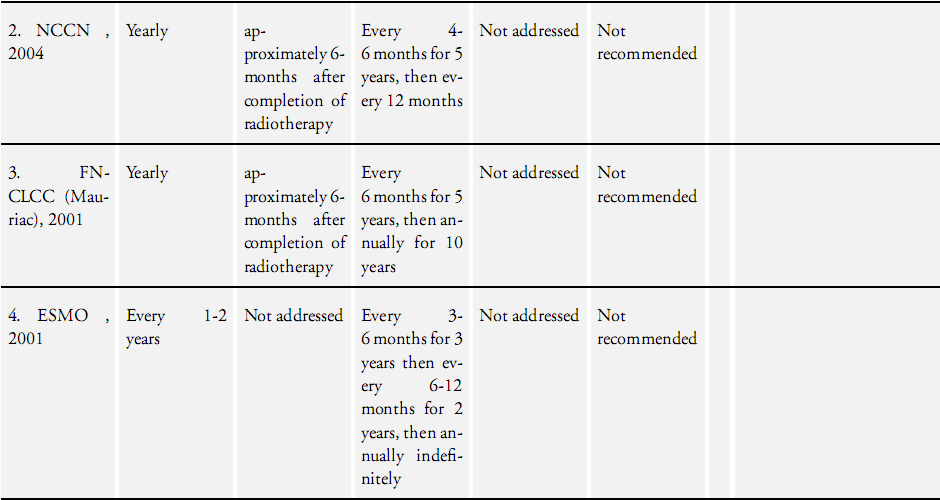 2. NCCN ,
2004
Yearly
ap-
proximately 6-
months after
completion of
radiotherapy
Every 4-
6 months for 5
years, then ev-
ery 12 months
Not addressed
Not
recommended
3. FN-
CLCC (Mau-
riac), 2001
Yearly
ap-
proximately 6-
months after
completion of
radiotherapy
Every
6 months for 5
years, then an-
nually for 10
years
Not addressed
Not
recommended
4. ESMO ,
2001
Every 1-2
years
Not addressed
Every 3-
6 months for 3
years then ev-
ery 6-12
months for 2
years, then an-
nually indefi-
nitely
Not addressed
Not
recommended